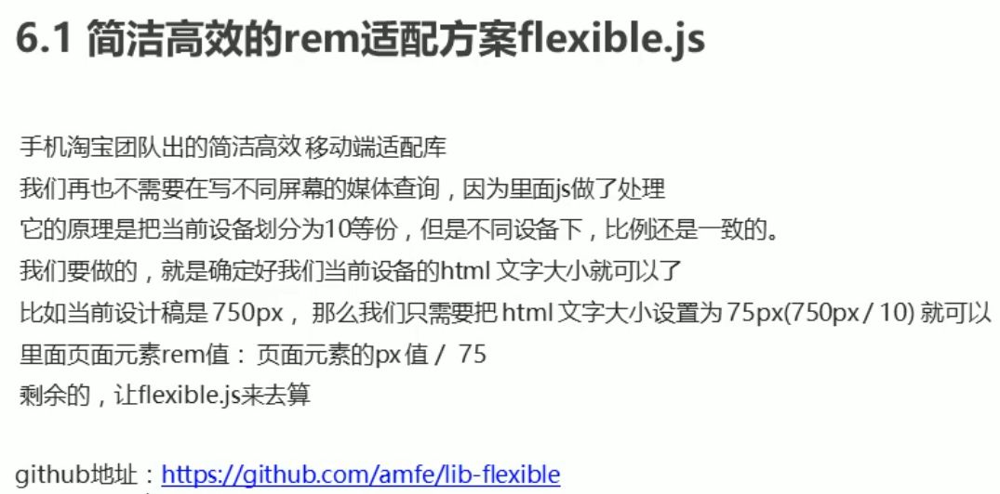 6.1 简洁高效的rem适配方案flexible.js
手机淘宝团队出的简洁高效 移动端适配库
我们再也不需要在写不同屏幕的媒体查询，因为里面js做了处理
它的原理是把当前设备划分为10等份，但是不同设备下，比例还是一致的。
我们要做的，就是确定好我们当前设备的html 文字大小就可以了
比如当前设计稿是 750px， 那么我们只需要把 html 文字大小设置为 75px(750px / 10) 就可以
里面页面元素rem值： 页面元素的px 值 / 75
剩余的，让flexible.js来去算
github地址：https://github.com/amfe/lib-flexible